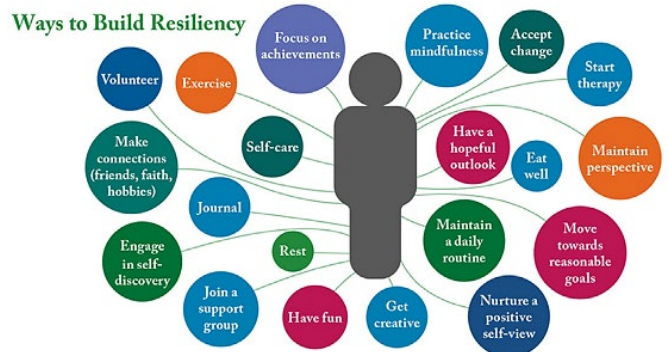 Ways to Build Resiliency
Focus on
achievements
Practice
mindfulness
Accept
change
Start
therapy
Volunteer
Exercise
Self-care
Have a
hopeful
outlook
Eat
well
Maintain
perspective
Make
connections
(friends, faith,
hobbies)
Journal
Maintain
a daily
routine
Move
towards
reasonable
goals
Engage
in self-
discovery
Rest
Join a
support
group
Have fun
Get
creative
Nurture a
positive
self-view